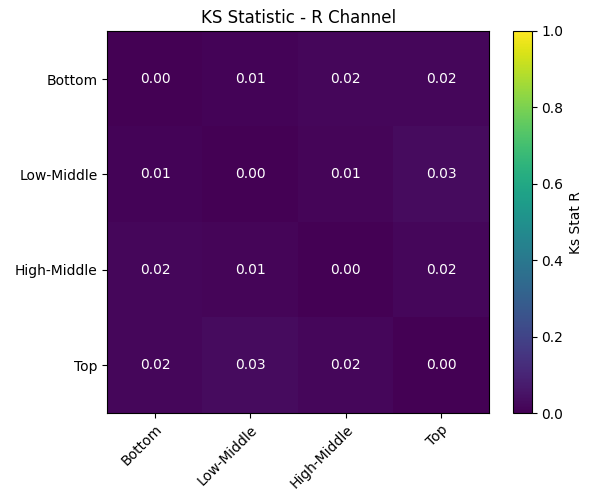 KS Statistic - R Channel
Bottom 0.00 0.01 0.02 0.02
Low-Middle 0.01 0.00 0.01 0.03
High-Middle 0.02 0.01 0.00 0.02
Top 0.02 0.03 0.02 0.00
Bottom Low-Middle High-Middle Top
1.0
0.8
0.6
0.4
0.2
0.0
Ks Stat R